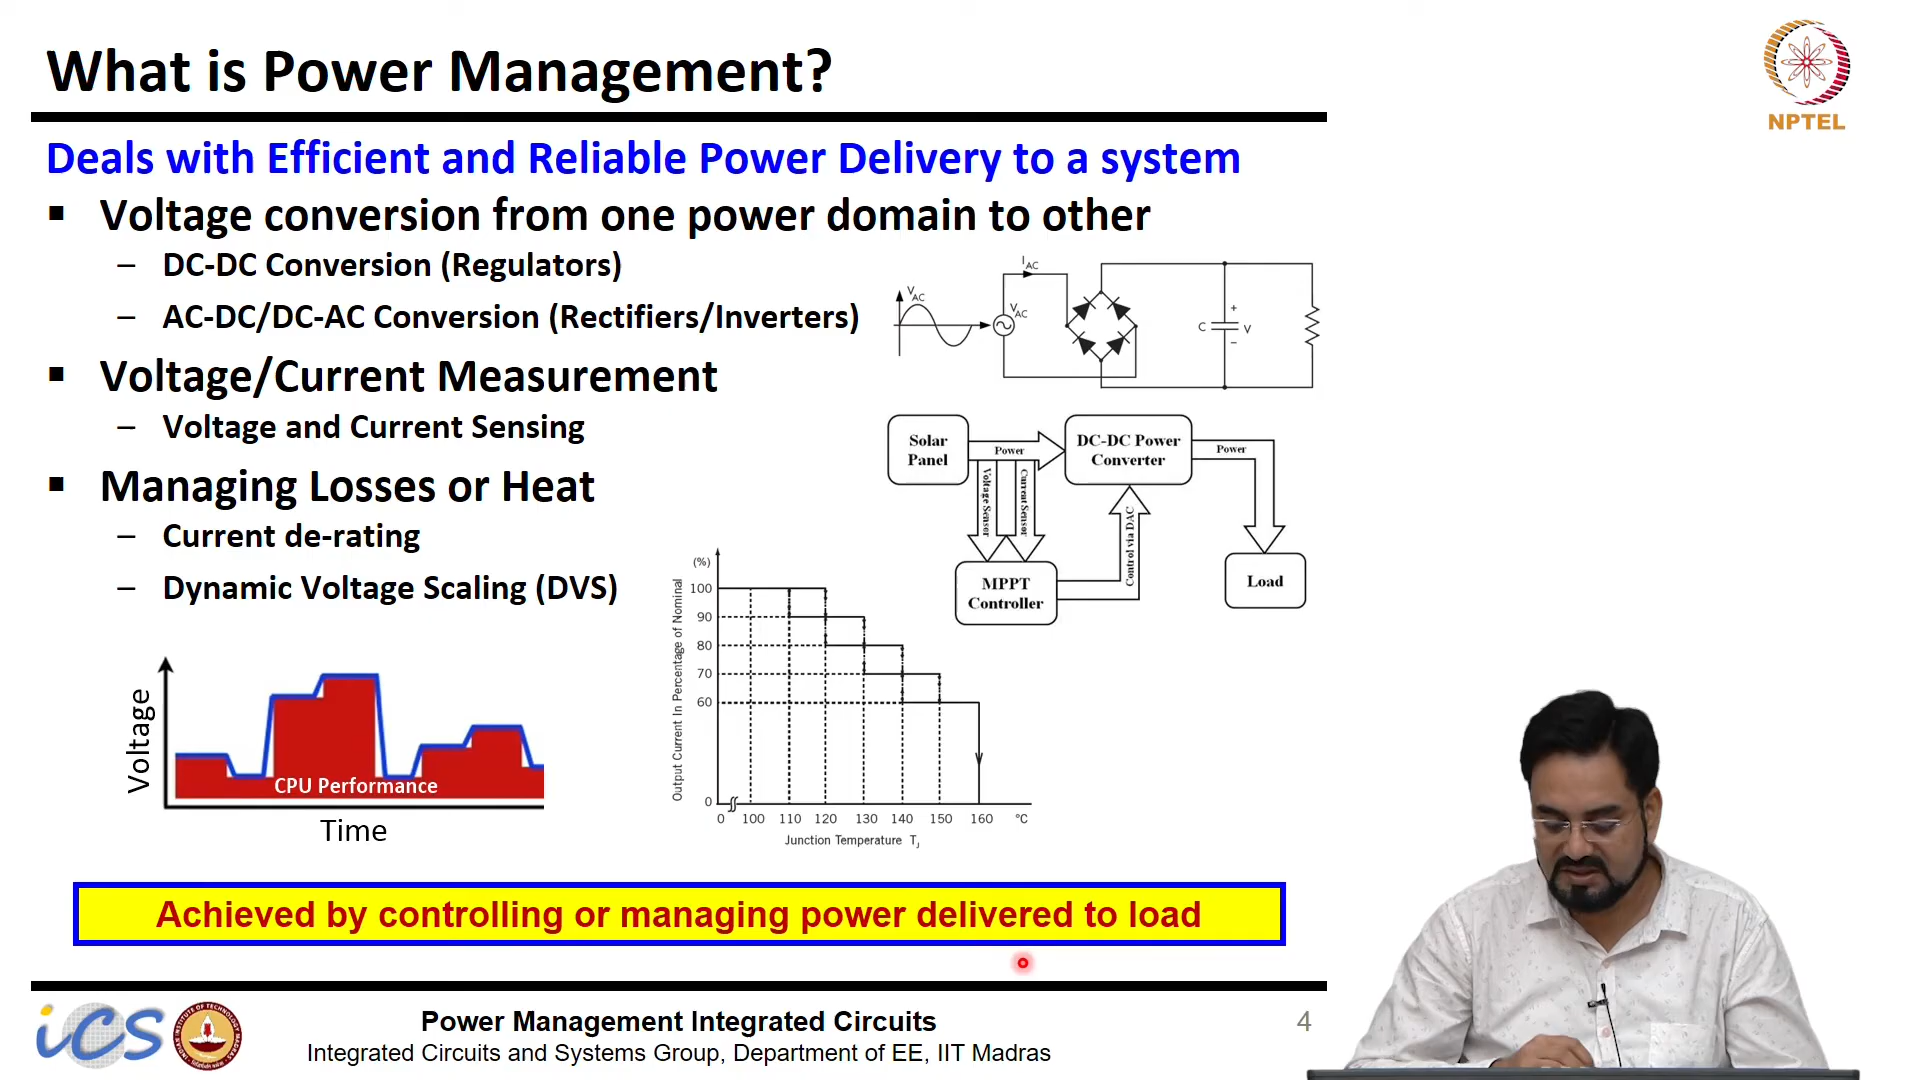 What is Power Management?
NPTEL
Deals with Efficient and Reliable Power Delivery to a system
▪ Voltage conversion from one power domain to other
– DC-DC Conversion (Regulators)
– AC-DC/DC-AC Conversion (Rectifiers/Inverters)
▪ Voltage/Current Measurement
– Voltage and Current Sensing
▪ Managing Losses or Heat
– Current de-rating
– Dynamic Voltage Scaling (DVS)
V AC
I AC
V AC
C
+
V
−
Solar
Panel
Power
DC-DC Power
Converter
Power
Voltage Sensor
Current Sensor
Control via DAC
MPPT
Controller
Load
Voltage
CPU Performance
Time
Output Current In Percentage of Nominal
(%)
100
90
80
70
60
0
0 100 110 120 130 140 150 160 °C
Junction Temperature TJ
Achieved by controlling or managing power delivered to load
ics
Power Management Integrated Circuits
Integrated Circuits and Systems Group, Department of EE, IIT Madras
4